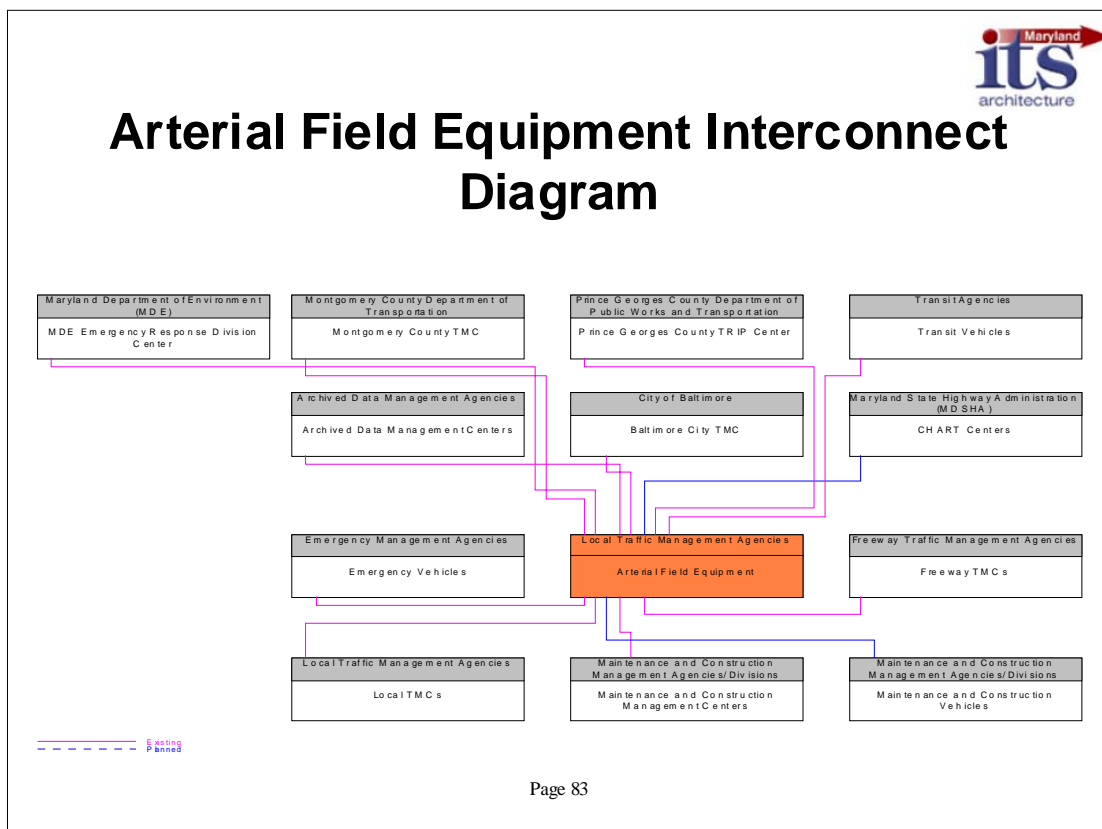 Maryland
its
architecture
Arterial Field Equipment Interconnect
Diagram
Maryland Department of Environment
(MDE)
MDE Emergency Response Division
Center
Montgomery County Department of
Transportation
Montgomery County TMC
Prince Georges County Department of
Public Works and Transportation
Prince Georges County TRIP Center
Transit Agencies
Transit Vehicles
Archived Data Management Agencies
Archived Data Management Centers
City of Baltimore
Baltimore City TMC
Maryland State Highway Administration
(MDSHA)
CHART Centers
Emergency Management Agencies
Emergency Vehicles
Local Traffic Management Agencies
Arterial Field Equipment
Freeway Traffic Management Agencies
Freeway TMCs
Local Traffic Management Agencies
Local TMCs
Maintenance and Construction
Management Agencies/Divisions
Maintenance and Construction
Management Centers
Maintenance and Construction
Management Agencies/Divisions
Maintenance and Construction
Vehicles
Existing
Planned
Page 83